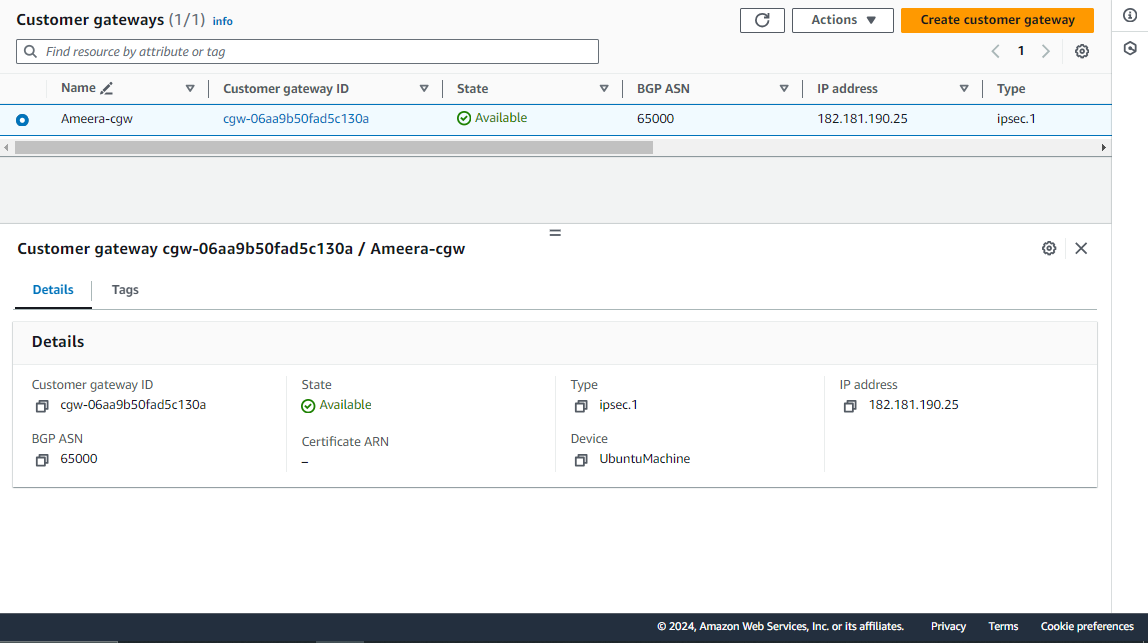 Customer gateways (1/1) info
Actions
Create customer gateway
Find resource by attribute or tag
1
Name
Customer gateway ID
State
BGP ASN
IP address
Type
Ameera-cgw
cgw-06aa9b50fad5c130a
Available
65000
182.181.190.25
ipsec.1
Customer gateway cgw-06aa9b50fad5c130a / Ameera-cgw
Details
Tags
Details
Customer gateway ID
cgw-06aa9b50fad5c130a
State
Available
Type
ipsec.1
IP address
182.181.190.25
BGP ASN
65000
Certificate ARN
–
Device
UbuntuMachine
© 2024, Amazon Web Services, Inc. or its affiliates.
Privacy
Terms
Cookie preferences